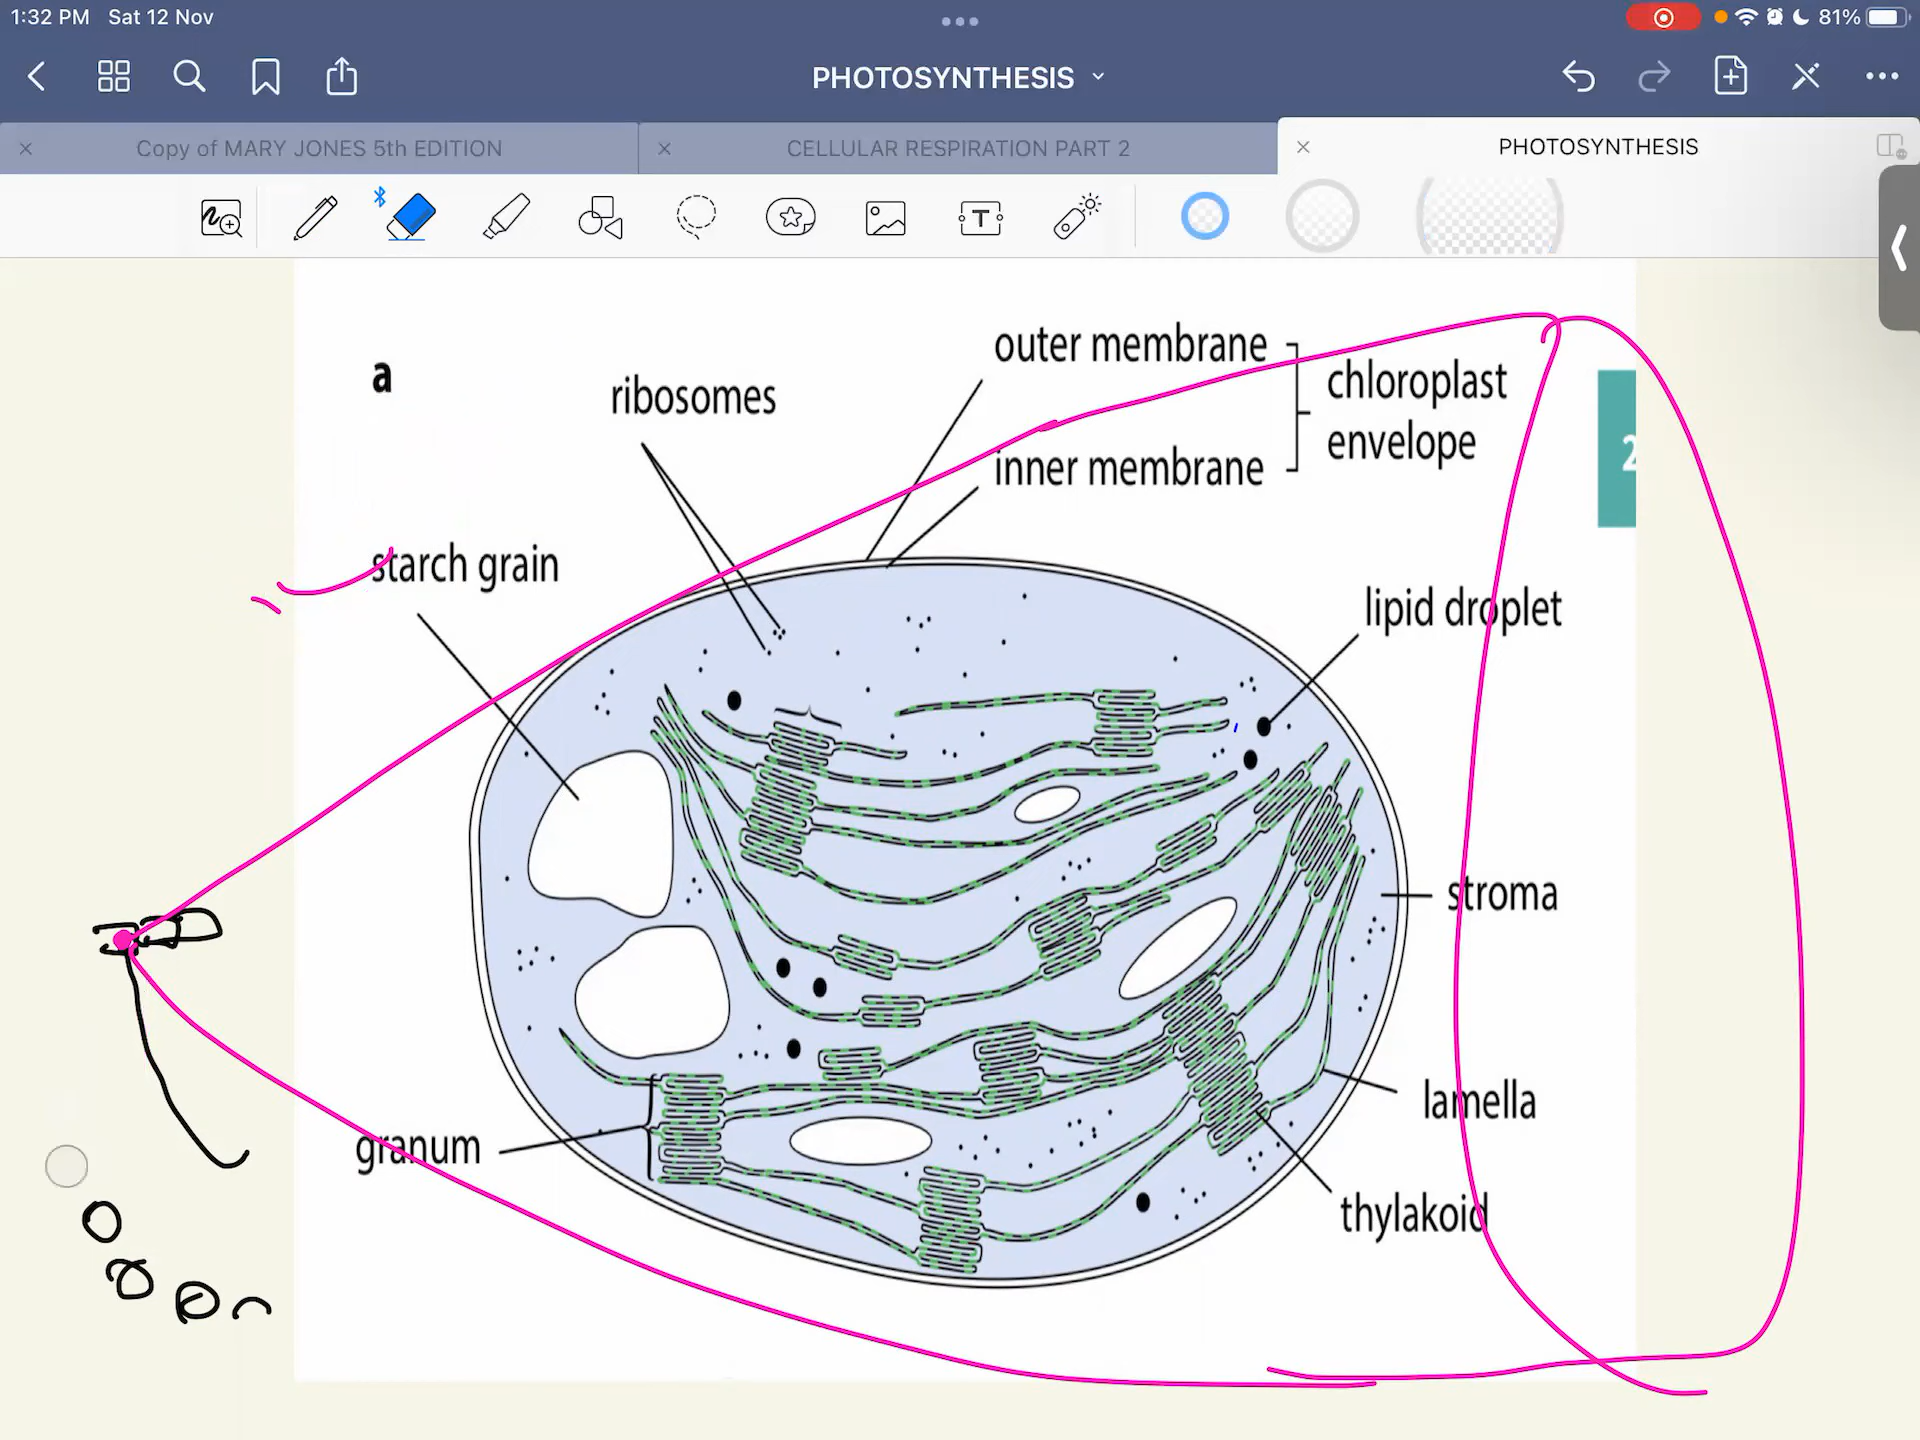 1:32 PM Sat 12 Nov
81%
PHOTOSYNTHESIS
Copy of MARY JONES 5th EDITION
CELLULAR RESPIRATION PART 2
PHOTOSYNTHESIS
T
a
ribosomes
outer membrane
inner membrane
chloroplast
envelope
2
starch grain
lipid droplet
stroma
lamella
granum
thylakoid